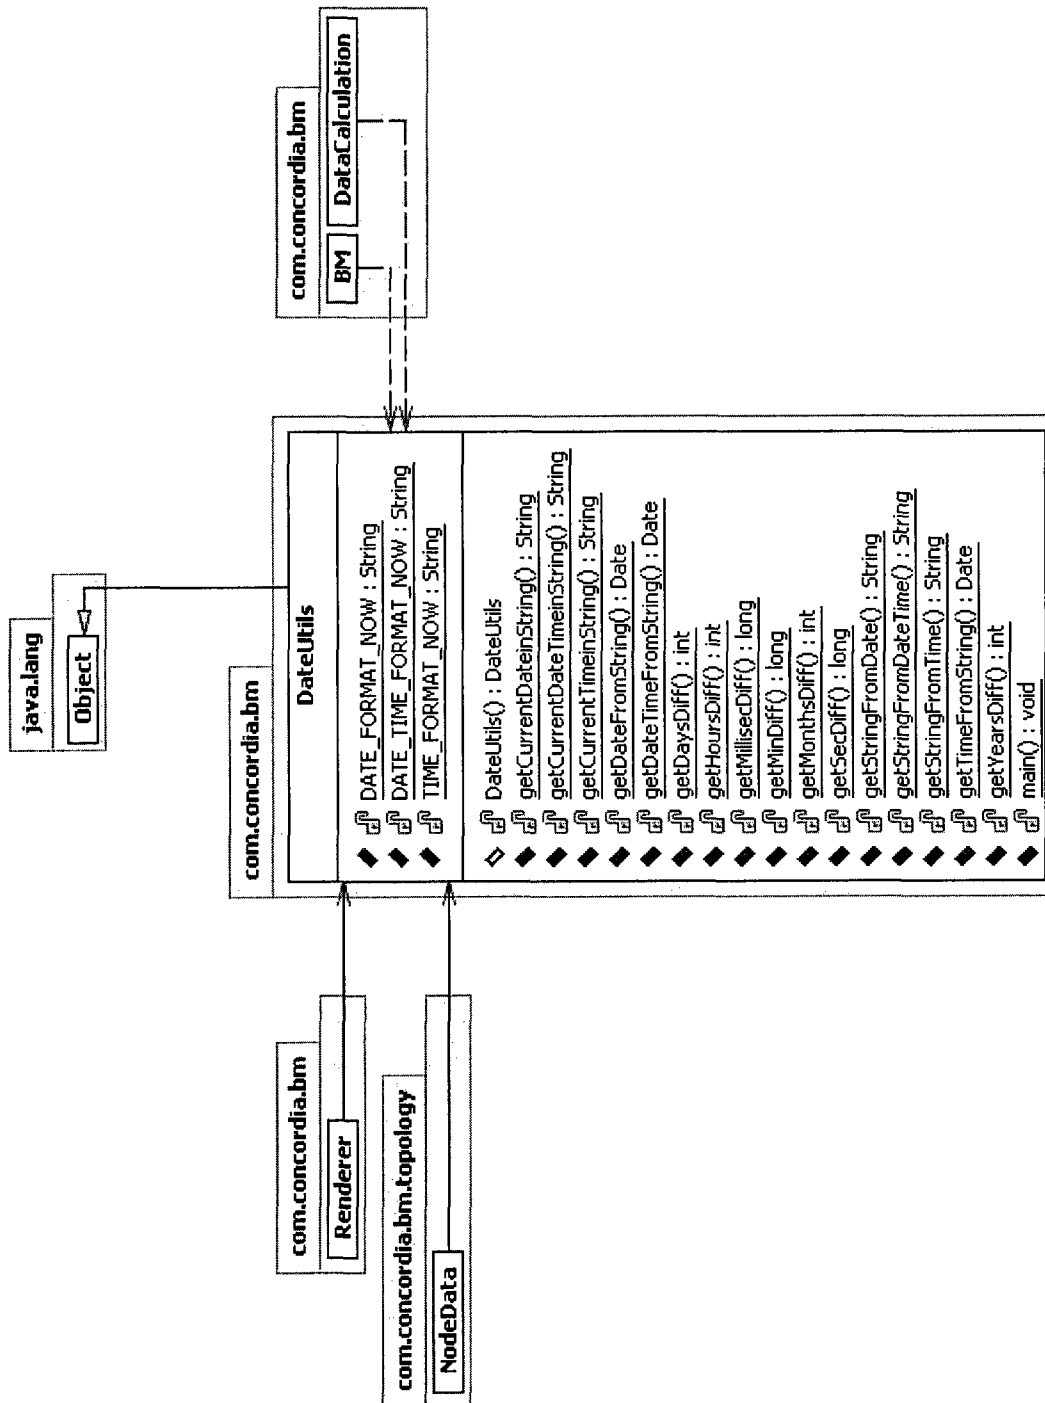 java.lang
Object
com.concordia.bm
DateUtils
DATE_FORMAT_NOW : String
DATE_TIME_FORMAT_NOW : String
TIME_FORMAT_NOW : String
DateUtils() : DateUtils
getCurrentDateinString() : String
getCurrentDateTimeinString() : String
getCurrentTimeinString() : String
getDateFromString() : Date
getDateTimeFromString() : Date
getDaysDiff() : int
getHoursDiff() : int
getMillisecDiff() : long
getMinDiff() : long
getMonthsDiff() : int
getSecDiff() : long
getStringFromDate() : String
getStringFromDateTime() : String
getStringFromTime() : String
getTimeFromString() : Date
getYearsDiff() : int
main() : void
com.concordia.bm
Renderer
com.concordia.bm.topology
NodeData
com.concordia.bm
BM
DataCalculation